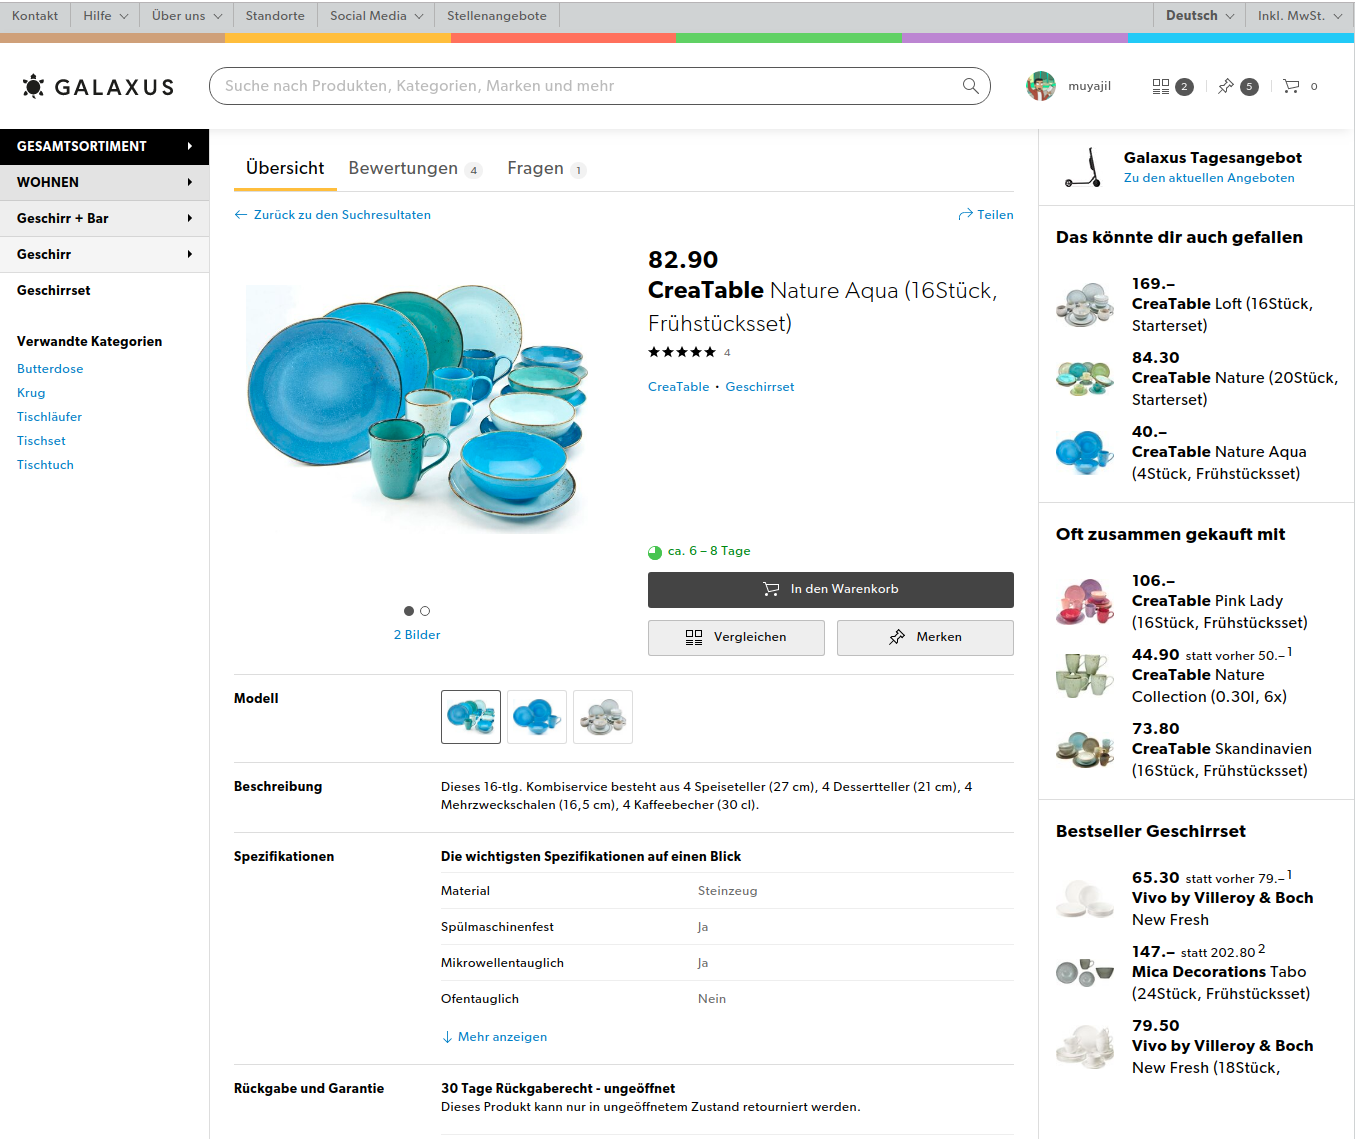 Kontakt Hilfe Über uns Standorte Social Media Stellenangebote Deutsch Inkl. MwSt.
GALAXUS Suche nach Produkten, Kategorien, Marken und mehr muyajil 2 5 0
GESAMTSORTIMENT
WOHNEN
Geschirr + Bar
Geschirr
Geschirrset
Verwandte Kategorien
Butterdose
Krug
Tischläufer
Tischset
Tischtuch
Übersicht Bewertungen 4 Fragen 1
Zurück zu den Suchresultaten Teilen
82.90
CreaTable Nature Aqua (16Stück,
Frühstücksset)
4
CreaTable • Geschirrset
ca. 6 – 8 Tage
In den Warenkorb
Vergleichen Merken
2 Bilder
Modell
Beschreibung
Dieses 16-tlg. Kombiservice besteht aus 4 Speiseteller (27 cm), 4 Dessertteller (21 cm), 4
Mehrzweckschalen (16,5 cm), 4 Kaffeebecher (30 cl).
Spezifikationen
Die wichtigsten Spezifikationen auf einen Blick
Material Steinzeug
Spülmaschinenfest Ja
Mikrowellentauglich Ja
Ofentauglich Nein
Mehr anzeigen
Rückgabe und Garantie
30 Tage Rückgaberecht - ungeöffnet
Dieses Produkt kann nur in ungeöffnetem Zustand retourniert werden.
Galaxus Tagesangebot
Zu den aktuellen Angeboten
Das könnte dir auch gefallen
169.–
CreaTable Loft (16Stück,
Starterset)
84.30
CreaTable Nature (20Stück,
Starterset)
40.–
CreaTable Nature Aqua
(4Stück, Frühstücksset)
Oft zusammen gekauft mit
106.–
CreaTable Pink Lady
(16Stück, Frühstücksset)
44.90 statt vorher 50.–1
CreaTable Nature
Collection (0.30l, 6x)
73.80
CreaTable Skandinavien
(16Stück, Frühstücksset)
Bestseller Geschirrset
65.30 statt vorher 79.–1
Vivo by Villeroy & Boch
New Fresh
147.– statt 202.80 2
Mica Decorations Tabo
(24Stück, Frühstücksset)
79.50
Vivo by Villeroy & Boch
New Fresh (18Stück,